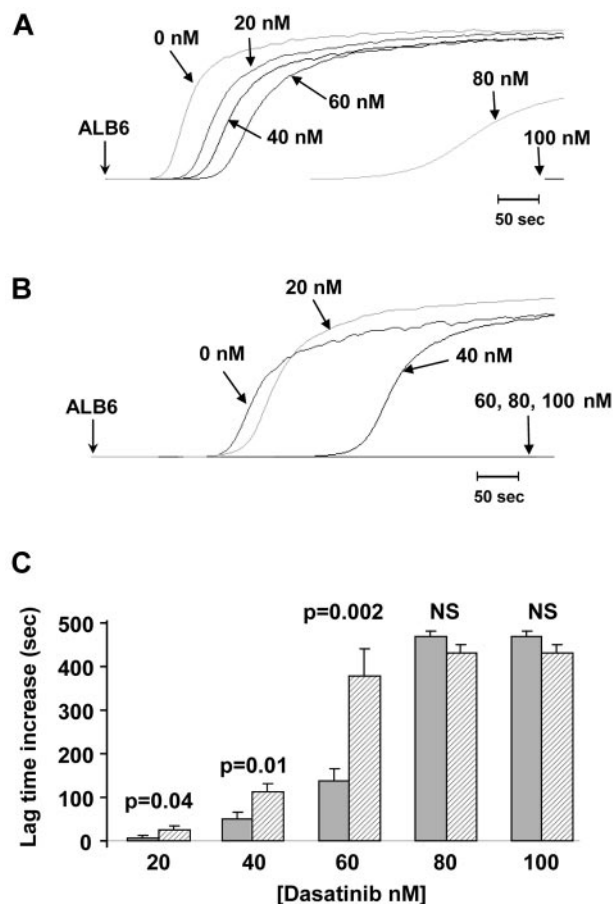 A
0 nM
20 nM
60 nM
40 nM
80 nM
100 nM
ALB6
50 sec
B
20 nM
0 nM
40 nM
ALB6
60, 80, 100 nM
50 sec
C
Lag time increase (sec)
500
400
300
200
100
0
p=0.04
p=0.01
p=0.002
NS
NS
20 40 60 80 100
[Dasatinib nM]